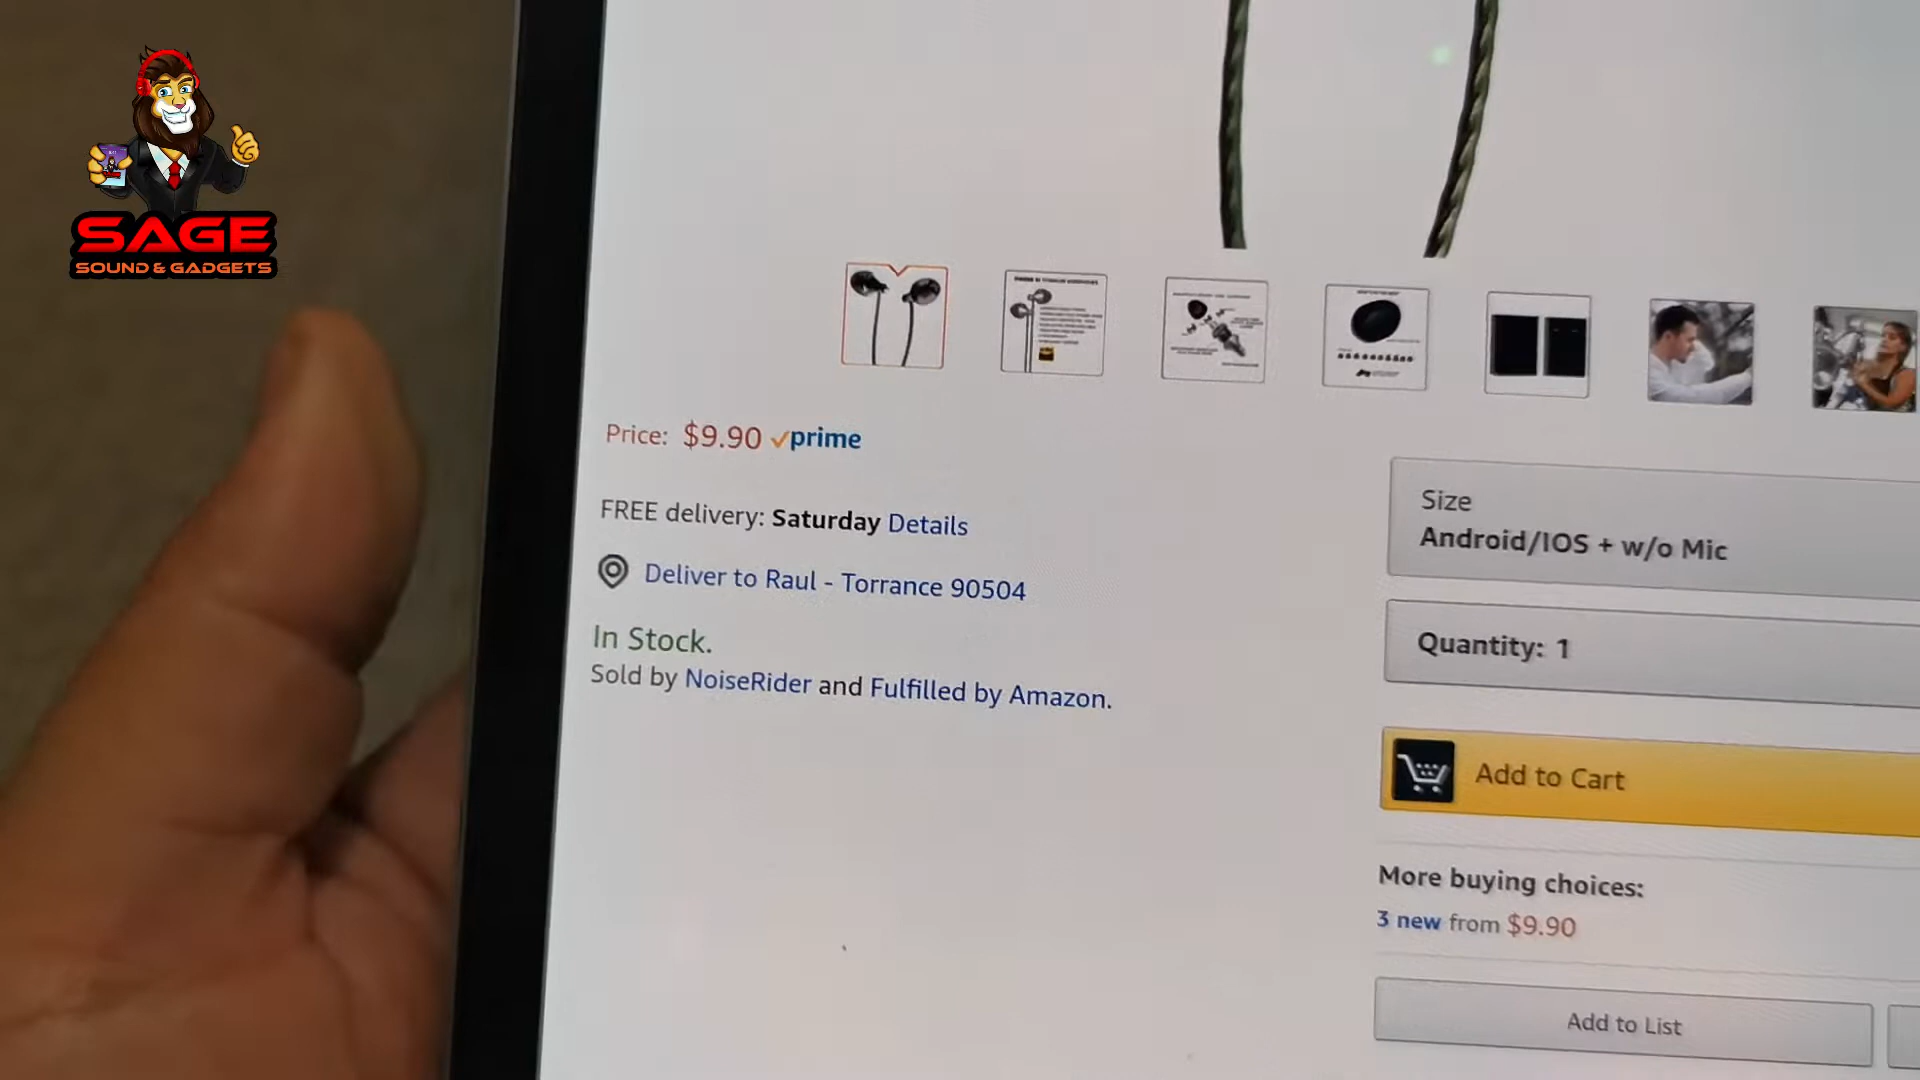 SAGE
SOUND & GADGETS
Price: $9.90 prime
FREE delivery: Saturday Details
Deliver to Raul - Torrance 90504
In Stock.
Sold by NoiseRider and Fulfilled by Amazon.
Size
Android/IOS + w/o Mic
Quantity: 1
Add to Cart
More buying choices:
3 new from $9.90
Add to List